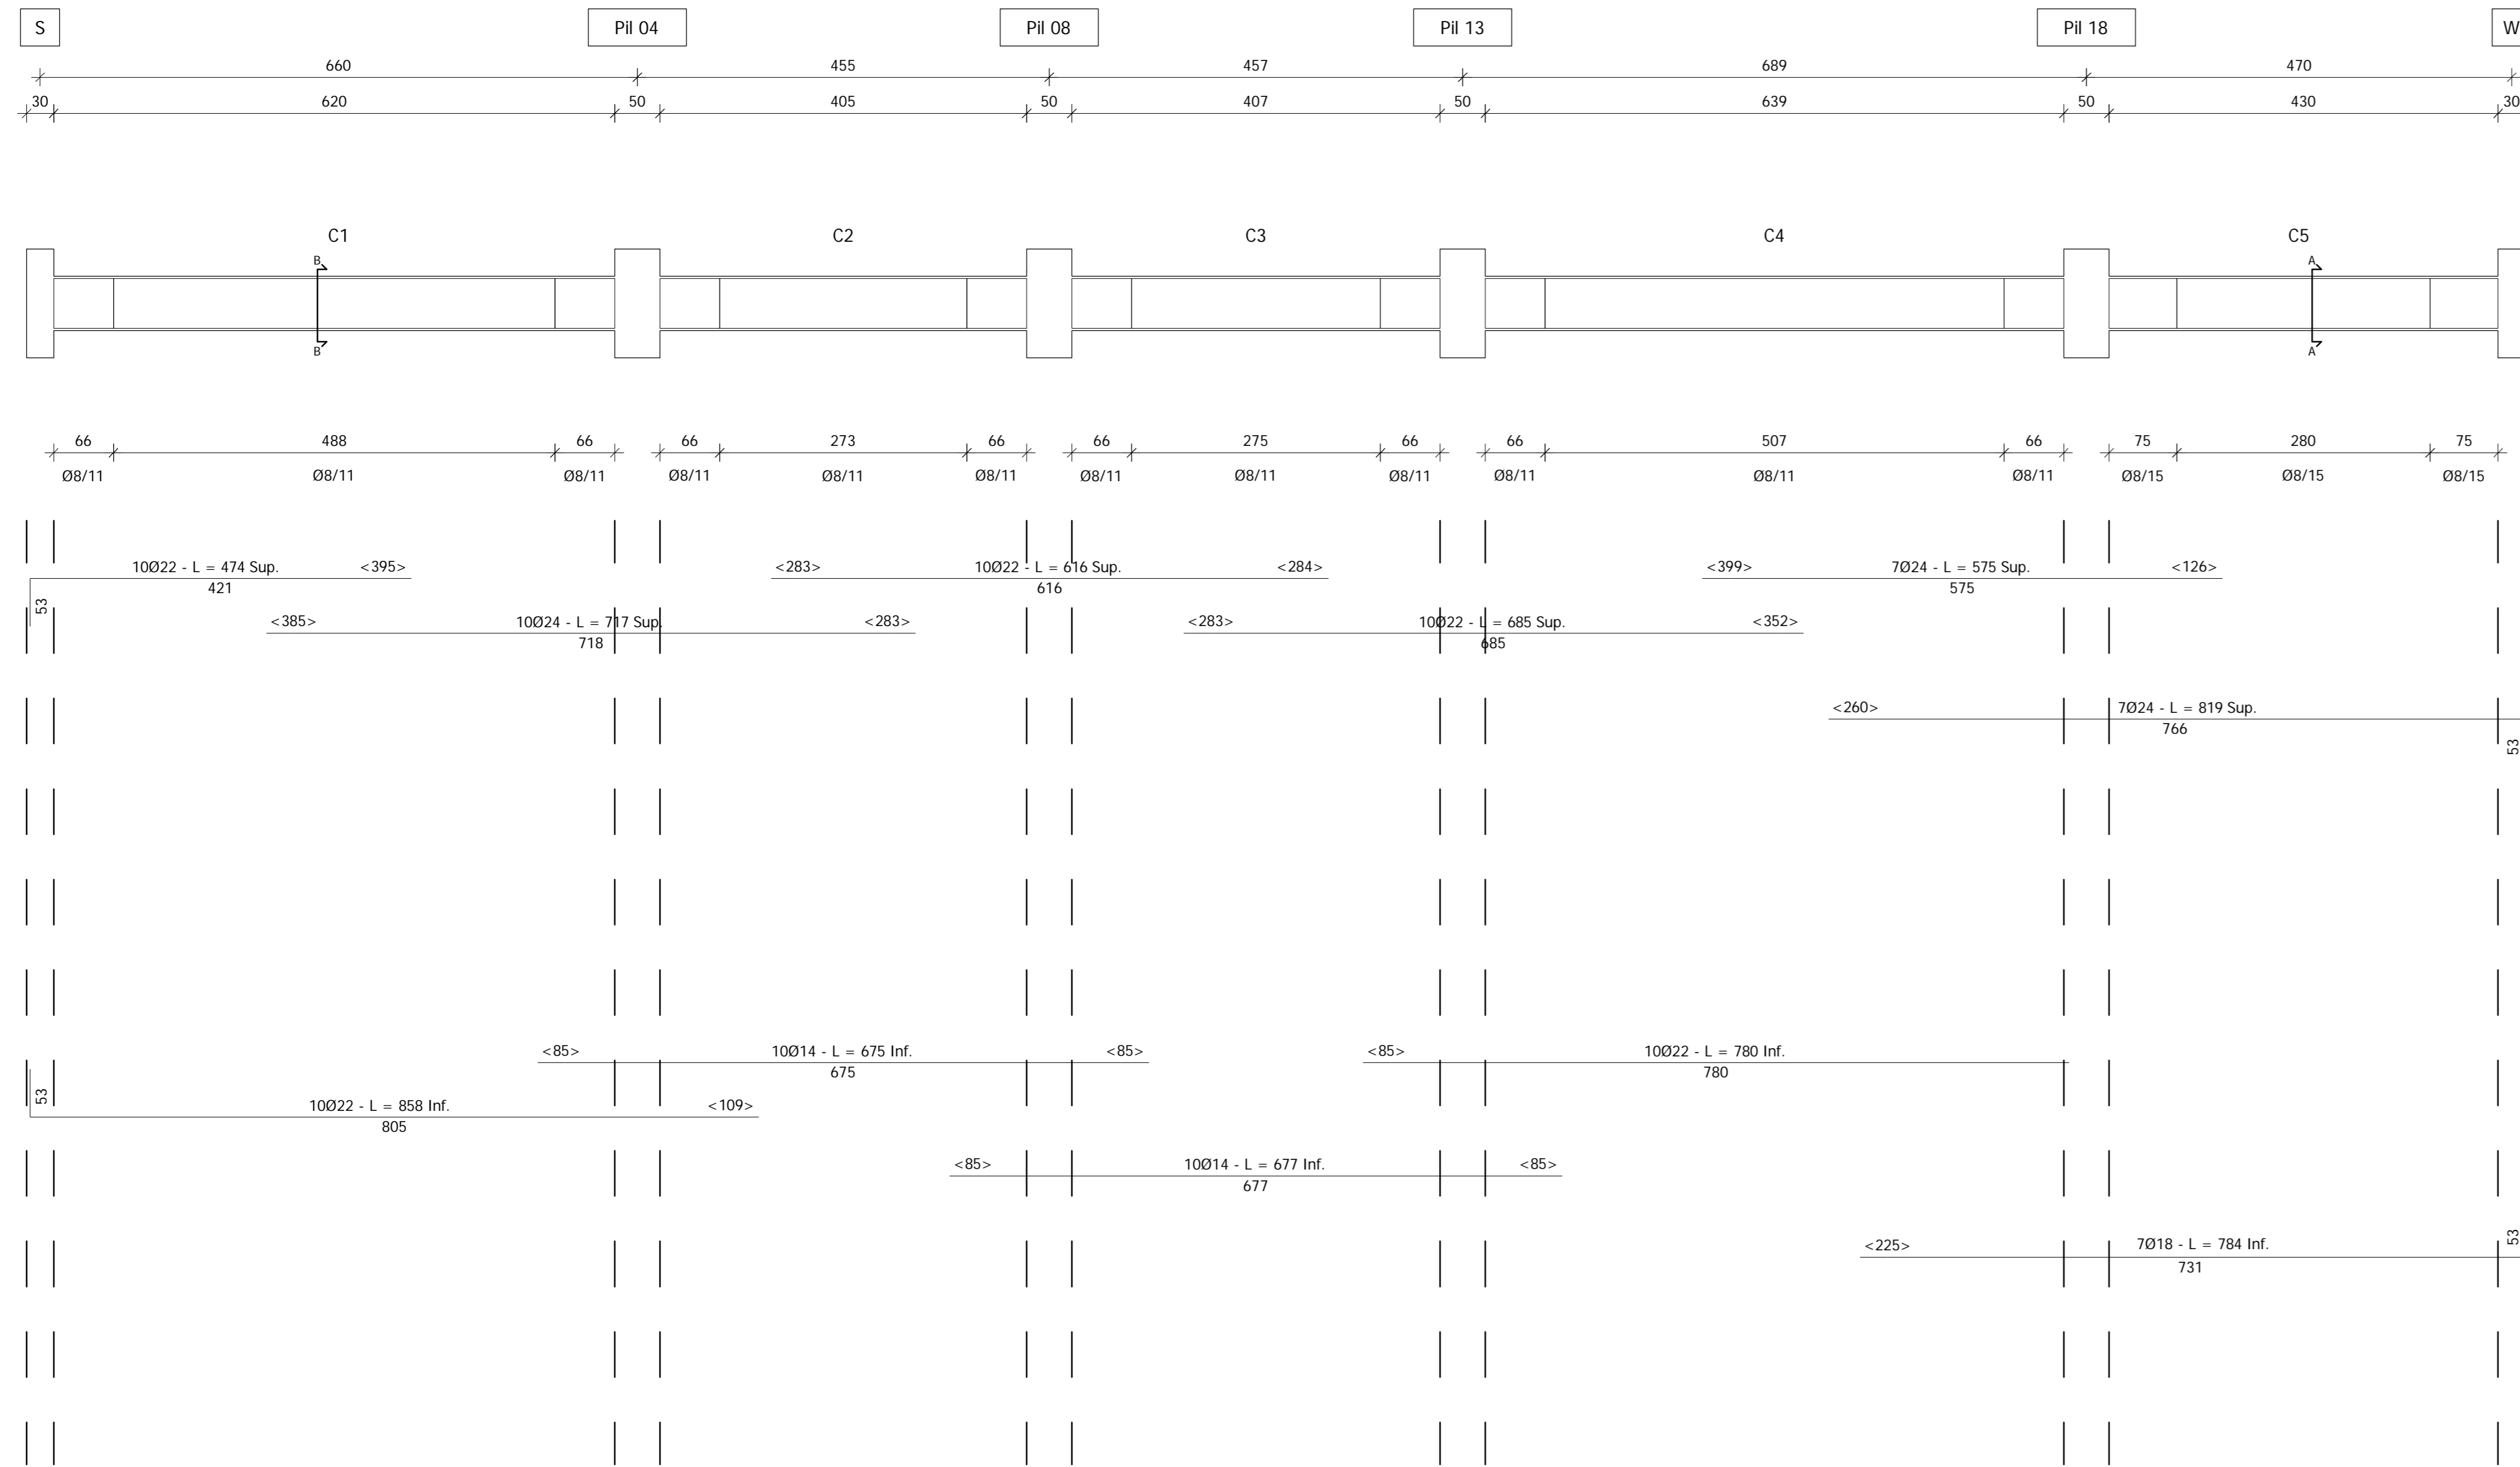 S Pil 04 Pil 08 Pil 13 Pil 18 W
660 455 457 689 470
30 620 50 405 50 407 50 639 50 430 30
C1 C2 C3 C4 C5
B A
B A
66 488 66 66 273 66 66 275 66 66 507 66 75 280 75
Ø8/11 Ø8/11 Ø8/11 Ø8/11 Ø8/11 Ø8/11 Ø8/11 Ø8/11 Ø8/11 Ø8/11 Ø8/11 Ø8/11 Ø8/15 Ø8/15 Ø8/15
10Ø22 - L = 474 Sup. <395> <283> 10Ø22 - L = 616 Sup. <284> <399> 7Ø24 - L = 575 Sup. <126>
421 616 575
53
<385> 10Ø24 - L = 717 Sup. <283> <283> 10Ø22 - L = 685 Sup. <352>
718 685
<260> 7Ø24 - L = 819 Sup.
766
53
<85> 10Ø14 - L = 675 Inf. <85> <85> 10Ø22 - L = 780 Inf.
675 780
53
10Ø22 - L = 858 Inf. <109>
805
<85> 10Ø14 - L = 677 Inf. <85>
677
53
<225> 7Ø18 - L = 784 Inf.
731